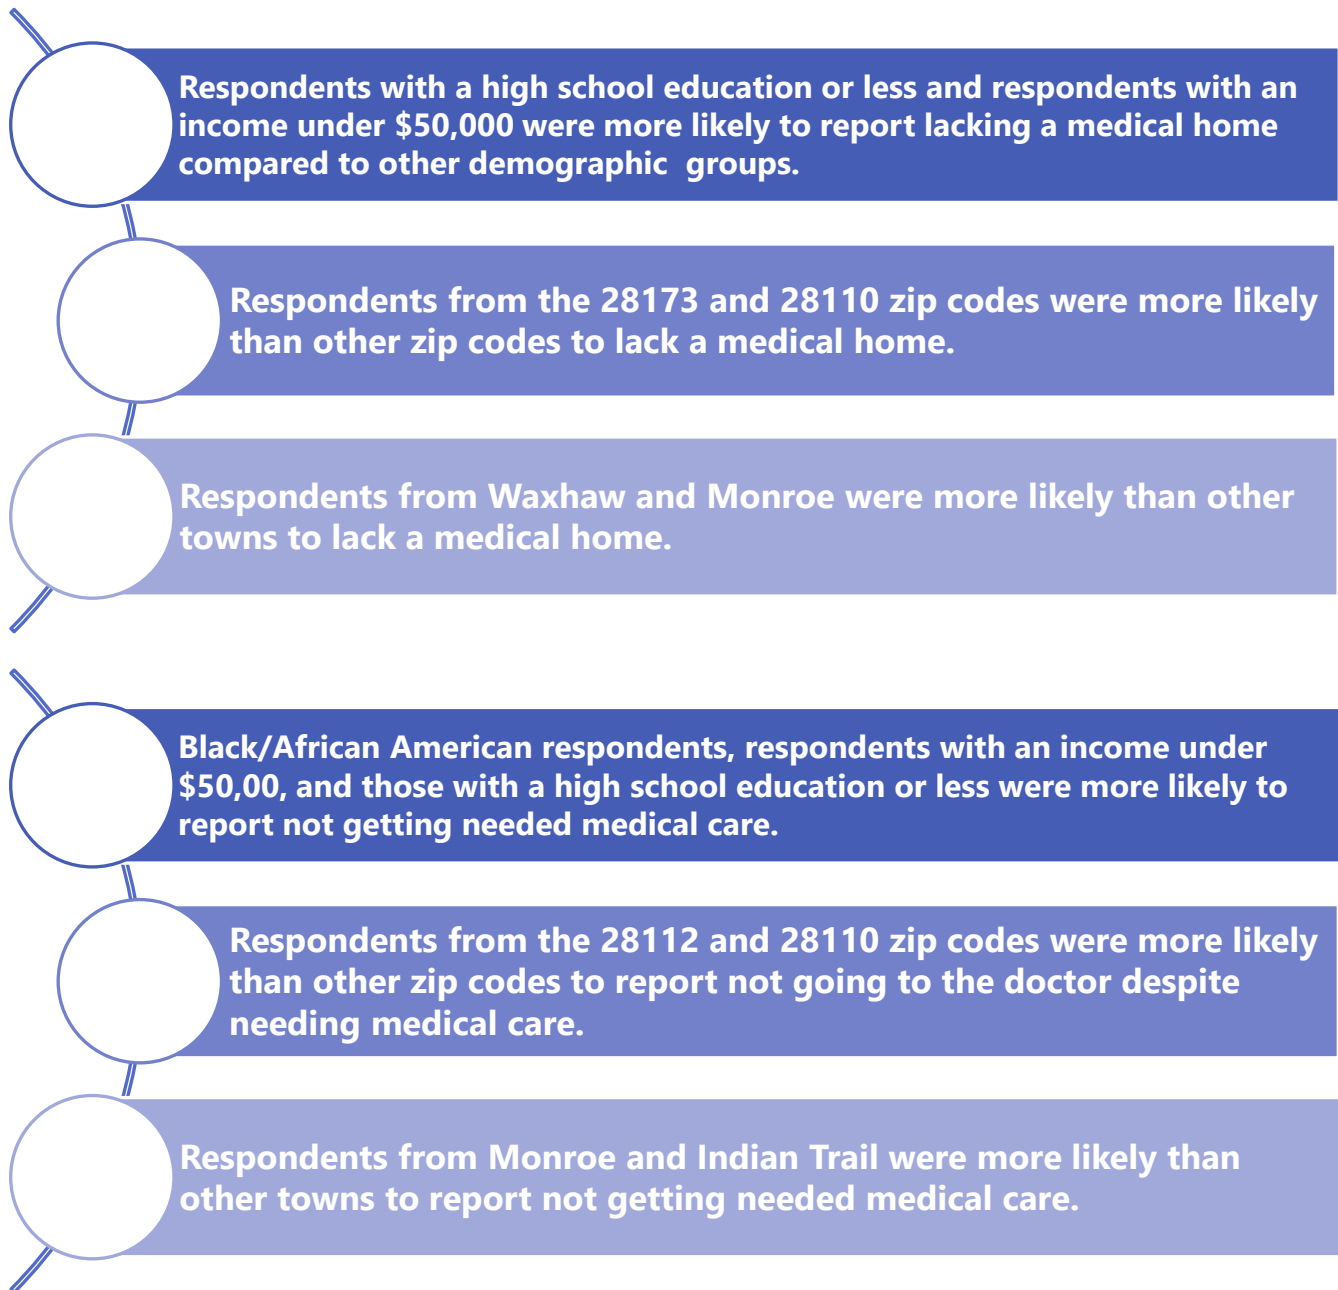 Respondents with a high school education or less and respondents with an
income under $50,000 were more likely to report lacking a medical home
compared to other demographic  groups.
Respondents from the 28173 and 28110 zip codes were more likely
than other zip codes to lack a medical home.
Respondents from Waxhaw and Monroe were more likely than other
towns to lack a medical home.
Black/African American respondents, respondents with an income under
$50,00, and those with a high school education or less were more likely to
report not getting needed medical care.
Respondents from the 28112 and 28110 zip codes were more likely
than other zip codes to report not going to the doctor despite
needing medical care.
Respondents from Monroe and Indian Trail were more likely than
other towns to report not getting needed medical care.